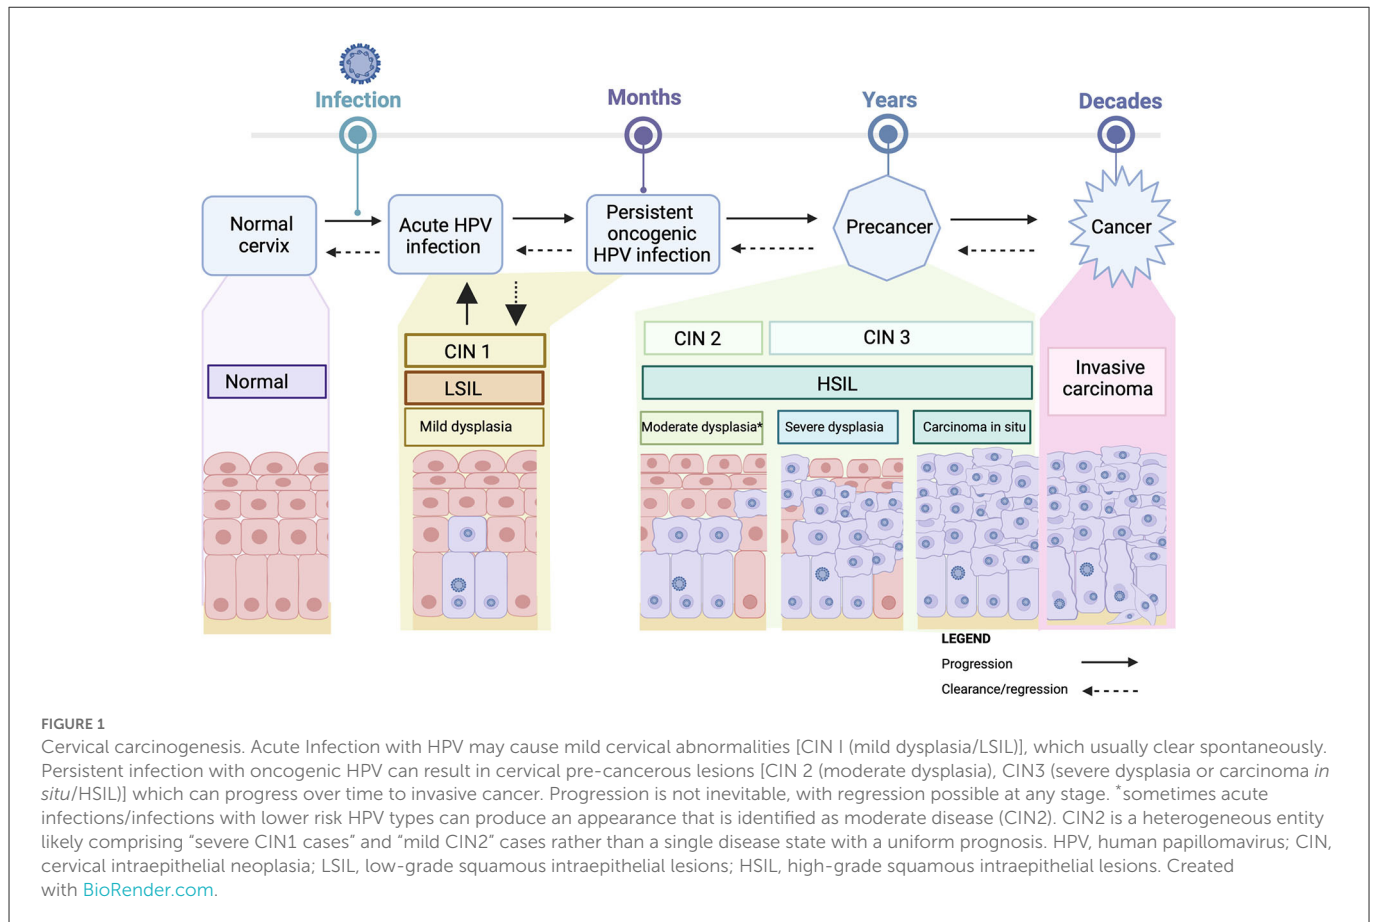 Infection
Months
Years
Decades
Normal
cervix
Acute HPV
infection
Persistent
oncogenic
HPV infection
Precancer
Cancer
CIN 1
LSIL
Mild dysplasia
Normal
CIN 2
CIN 3
HSIL
Moderate dysplasia*
Severe dysplasia
Carcinoma in situ
Invasive
carcinoma
LEGEND
Progression
Clearance/regression
FIGURE 1
Cervical carcinogenesis. Acute Infection with HPV may cause mild cervical abnormalities [CIN I (mild dysplasia/LSIL)], which usually clear spontaneously.
Persistent infection with oncogenic HPV can result in cervical pre-cancerous lesions [CIN 2 (moderate dysplasia), CIN3 (severe dysplasia or carcinoma in
situ/HSIL)] which can progress over time to invasive cancer. Progression is not inevitable, with regression possible at any stage. *sometimes acute
infections/infections with lower risk HPV types can produce an appearance that is identified as moderate disease (CIN2). CIN2 is a heterogeneous entity
likely comprising “severe CIN1 cases” and “mild CIN2” cases rather than a single disease state with a uniform prognosis. HPV, human papillomavirus; CIN,
cervical intraepithelial neoplasia; LSIL, low-grade squamous intraepithelial lesions; HSIL, high-grade squamous intraepithelial lesions. Created
with BioRender.com.